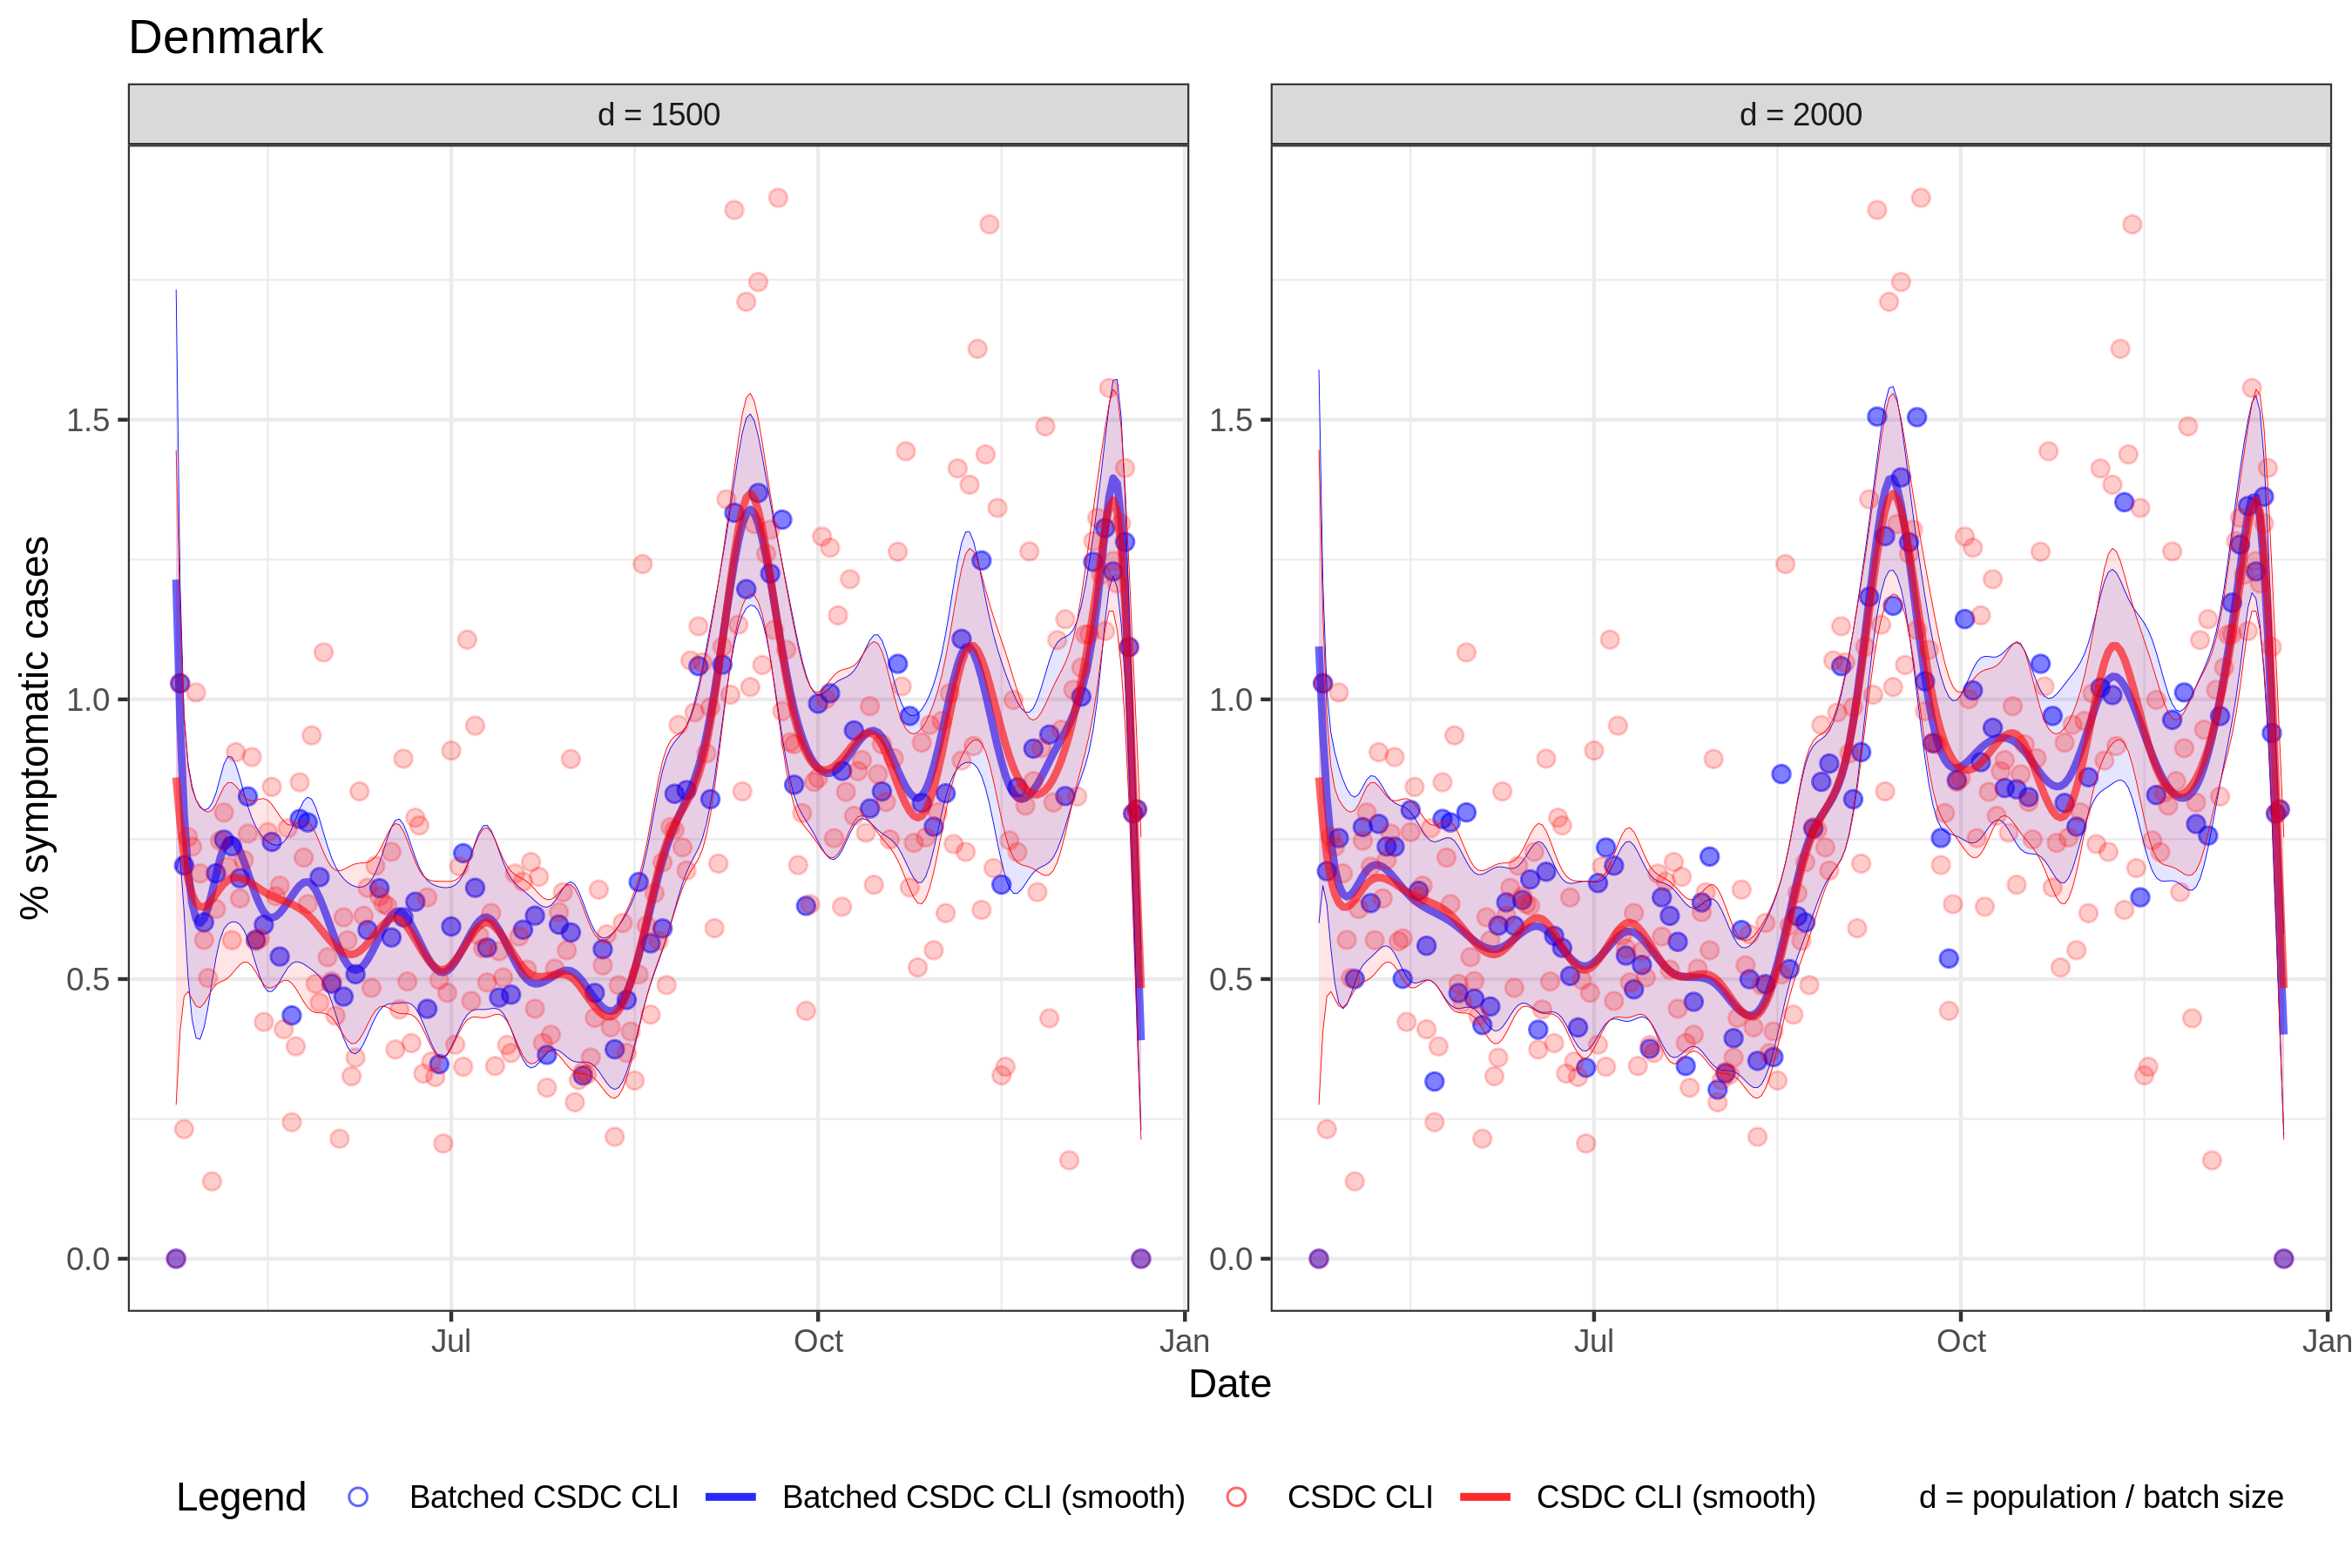 Denmark
d = 1500
d = 2000
% symptomatic cases
1.5
1.0
0.5
0.0
1.5
1.0
0.5
0.0
Jul
Oct
Jan
Jul
Oct
Jan
Date
Legend
Batched CSDC CLI
Batched CSDC CLI (smooth)
CSDC CLI
CSDC CLI (smooth)
d = population / batch size